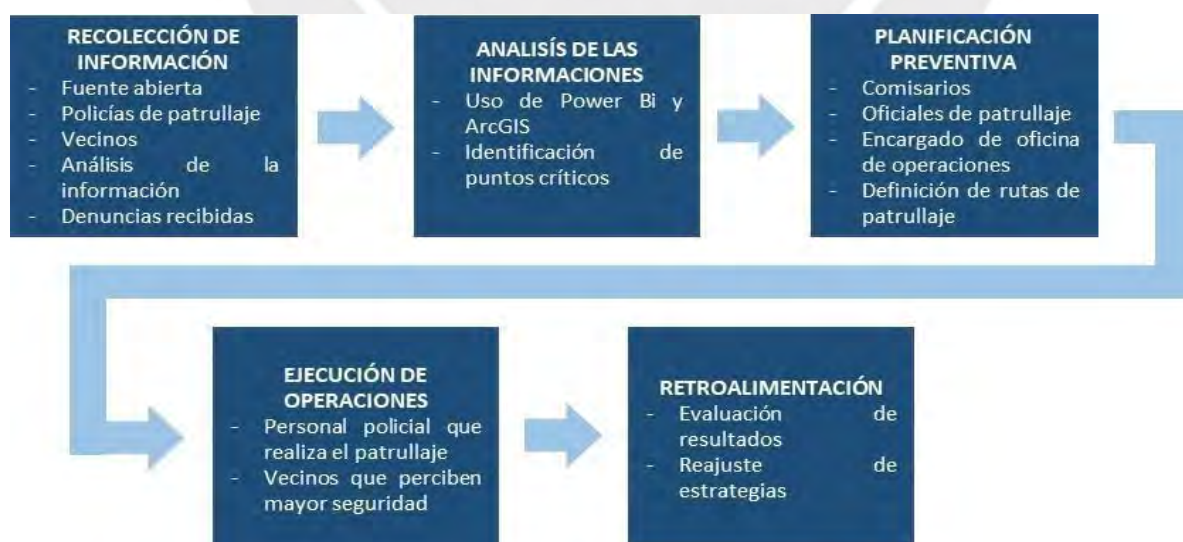 RECOLECCIÓN DE
INFORMACIÓN
- Fuente abierta
- Policías de patrullaje
- Vecinos
- Análisis de la
información
- Denuncias recibidas
ANALISÍS DE LAS
INFORMACIONES
- Uso de Power Bi y
ArcGIS
- Identificación de
puntos críticos
PLANIFICACIÓN
PREVENTIVA
- Comisarios
- Oficiales de patrullaje
- Encargado de oficina
de operaciones
- Definición de rutas de
patrullaje
EJECUCIÓN DE
OPERACIONES
- Personal policial que
realiza el patrullaje
- Vecinos que perciben
mayor seguridad
RETROALIMENTACIÓN
- Evaluación de
resultados
- Reajuste de
estrategias